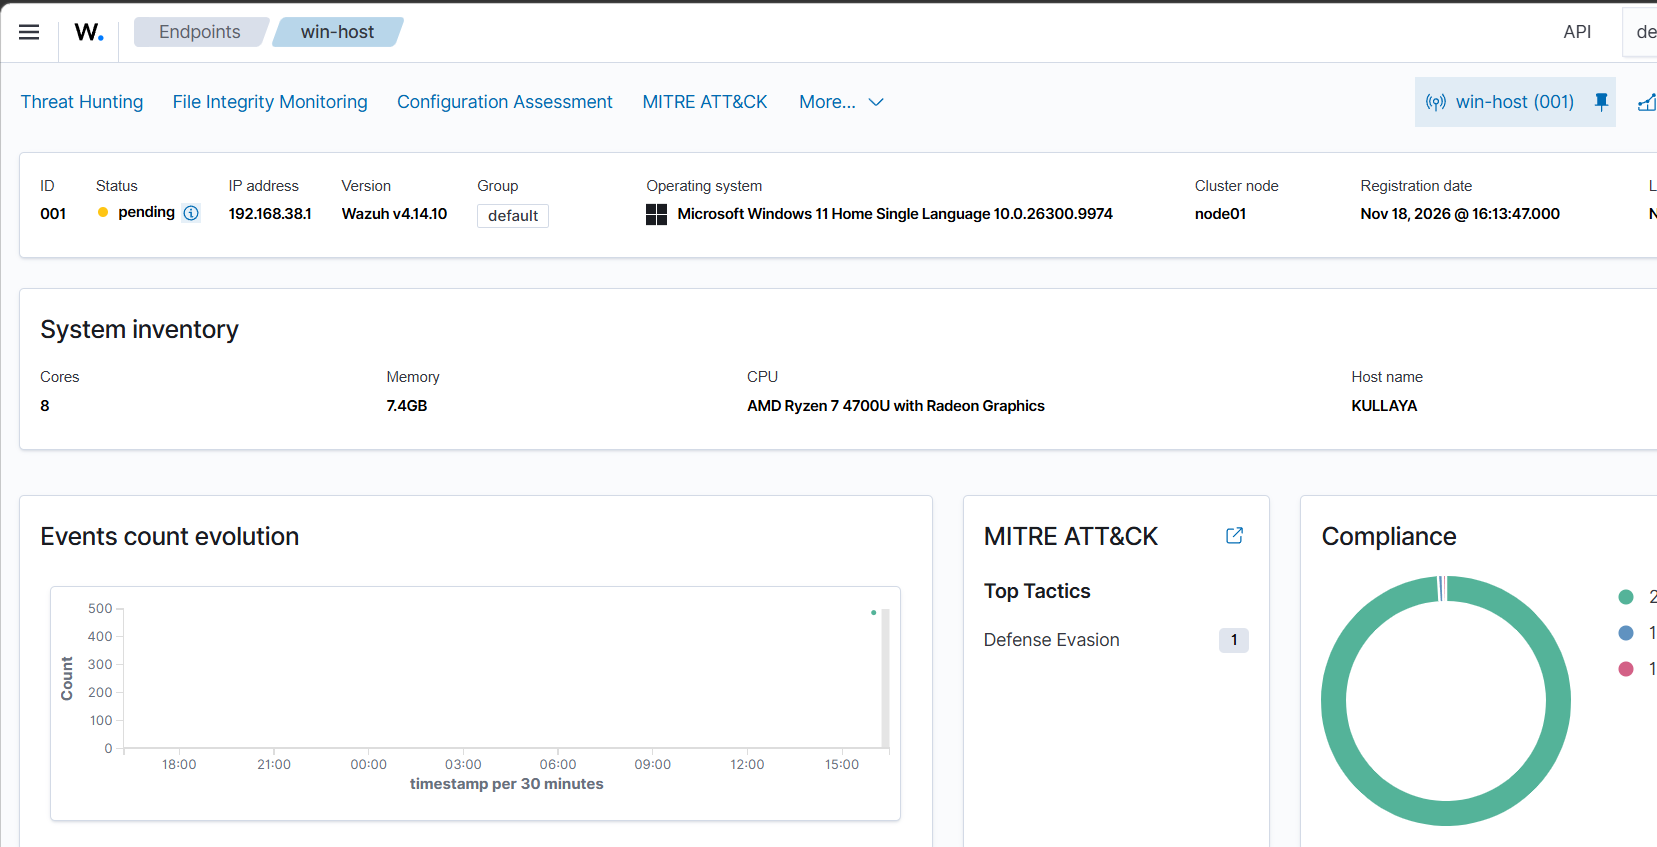 W.
Endpoints
win-host
API
de
Threat Hunting
File Integrity Monitoring
Configuration Assessment
MITRE ATT&CK
More...
win-host (001)
ID
Status
IP address
Version
Group
Operating system
Cluster node
Registration date
L
001
pending
192.168.38.1
Wazuh v4.14.10
default
Microsoft Windows 11 Home Single Language 10.0.26300.9974
node01
Nov 18, 2026 @ 16:13:47.000
N
System inventory
Cores
Memory
CPU
Host name
8
7.4GB
AMD Ryzen 7 4700U with Radeon Graphics
KULLAYA
Events count evolution
500
400
300
200
100
0
Count
18:00
21:00
00:00
03:00
06:00
09:00
12:00
15:00
timestamp per 30 minutes
MITRE ATT&CK
Top Tactics
Defense Evasion
1
Compliance
2
1
1